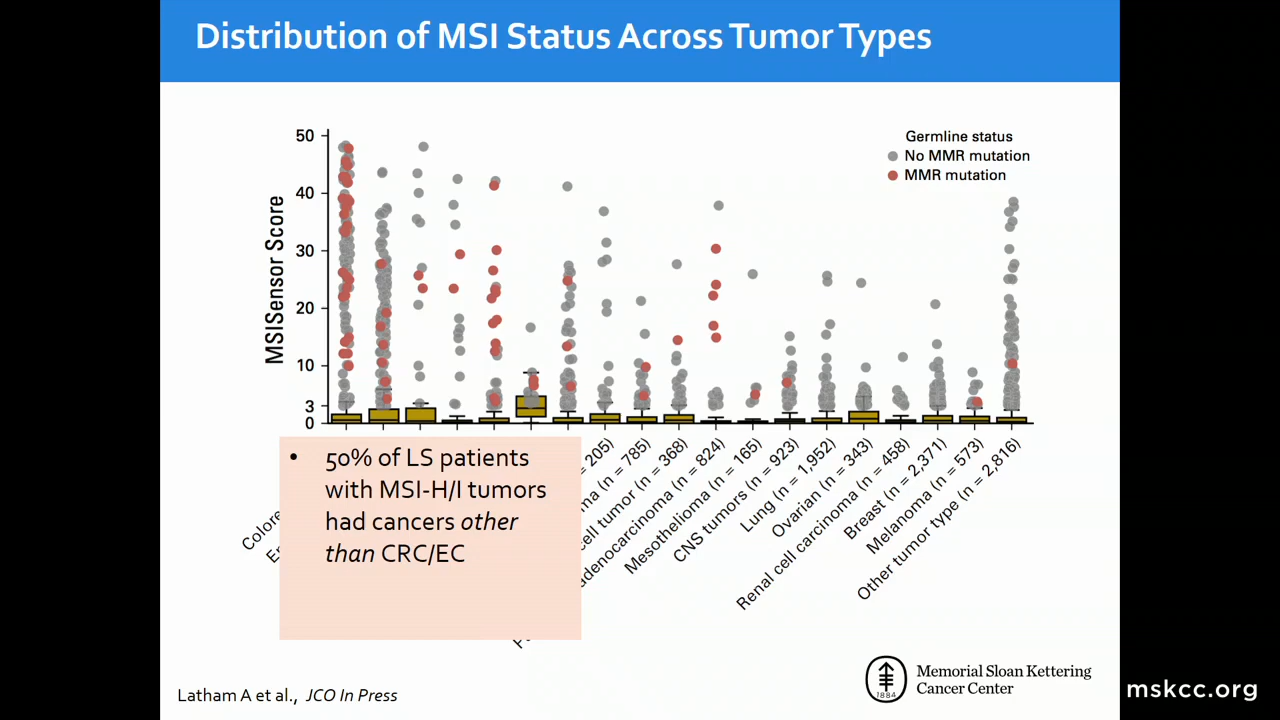 Distribution of MSI Status Across Tumor Types
MSISensor Score
50
40
30
20
10
3
0
Germline status
No MMR mutation
MMR mutation
= 205)
(n = 785)
cell tumor (n = 368)
(n = 824)
Mesothelioma (n = 165)
CNS tumors (n = 923)
Lung (n = 1,952)
Ovarian (n = 343)
Renal cell carcinoma (n = 458)
Breast (n = 2,371)
Melanoma (n = 573)
Other tumor type (n = 2,816)
• 50% of LS patients
with MSI-H/I tumors
had cancers other
than CRC/EC
Latham A et al., JCO In Press
1884
Memorial Sloan Kettering
Cancer Center
mskcc.org